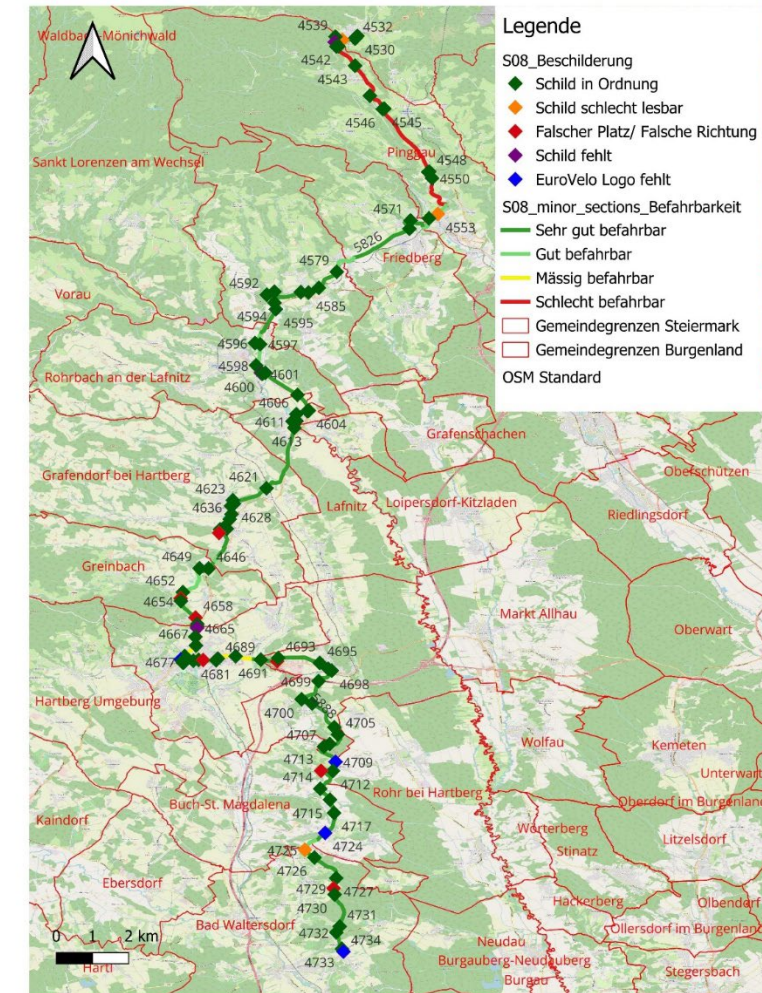 Legende
S08_Beschilderung
Schild in Ordnung
Schild schlecht lesbar
Falscher Platz/ Falsche Richtung
Schild fehlt
EuroVelo Logo fehlt
S08_minor_sections_Befahrbarkeit
Sehr gut befahrbar
Gut befahrbar
Mässig befahrbar
Schlecht befahrbar
Gemeindegrenzen Steiermark
Gemeindegrenzen Burgenland
OSM Standard
4539
4532
4530
4542
4543
4546
4545
Pinggau
Sankt Lorenzen am Wechsel
4548
4550
4571
4553
5826
Friedberg
4579
4592
4585
Vorau
4594
4595
4596
4597
4598
Rohrbach an der Lafnitz
4600
4601
4606
4604
4611
4613
Grafenschachen
Grafendorf bei Hartberg
4621
Lafnitz
Loipersdorf-Kitzladen
Oberschützen
4623
4636
4628
Riedlingsdorf
4649
4646
Greinbach
4652
4654
4658
Markt Allhau
4665
4667
Oberwart
4689
4693
4695
4677
4681
4691
4698
4699
Hartberg Umgebung
4700
5888
4705
4707
Wolfau
Kemeten
4713
4709
4714
4712
Unterwart
Buch-St. Magdalena
Rohr bei Hartberg
Oberdorf im Burgenland
Kaindorf
4715
4717
Wörterberg
Litzelsdorf
4724
Stinatz
4725
4726
Ebersdorf
4729
4727
Hackerberg
Olbendorf
4730
Bad Waltersdorf
4731
Ollersdorf im Burgenland
4732
4734
Neudau
0 1 2 km
4733
Burgauberg-Neudauberg
Stegersbach
Hartl
Burgau